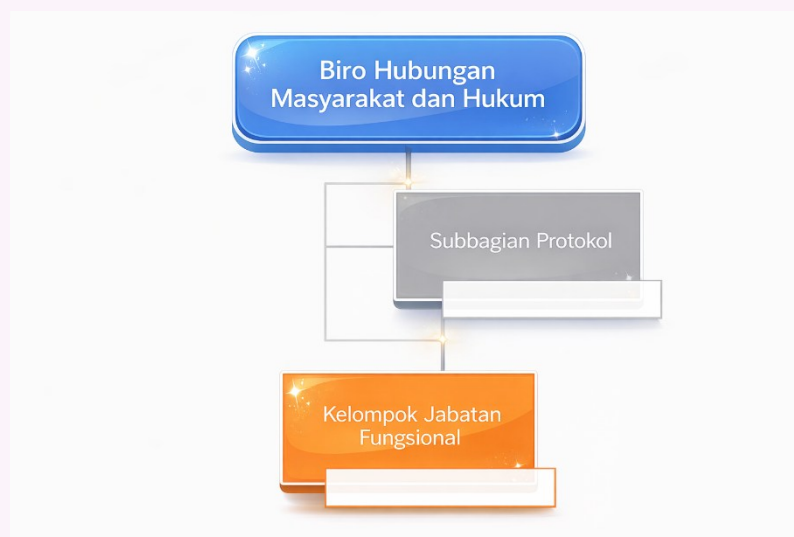 Biro Hubungan
Masyarakat dan Hukum
Subbagian Protokol
Kelompok Jabatan
Fungsional